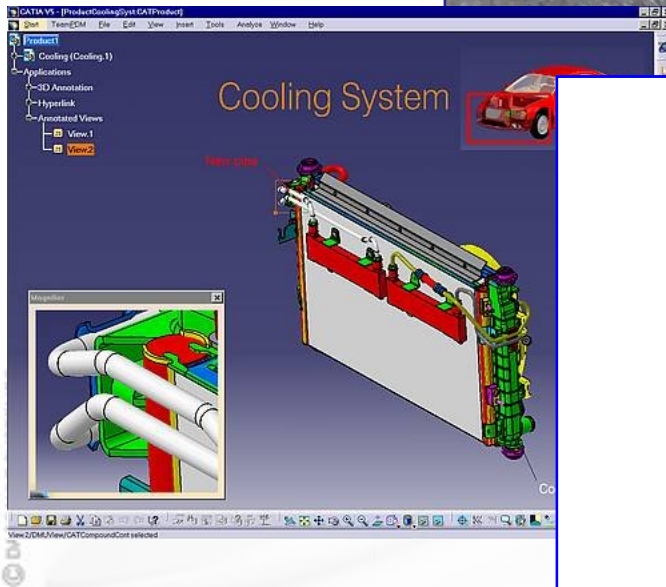 CATIA V5 - [ProductCoolingSyst.CATProduct]
Start TeamPDM File Edit View Insert Tools Analyze Window Help
Product1
Cooling (Cooling.1)
Applications
3D Annotation
Hyperlink
Annotated Views
View.1
View.2
Cooling System
New pipe
Magnifier
Co
View.2/DMUView/CATCompoundCont selected